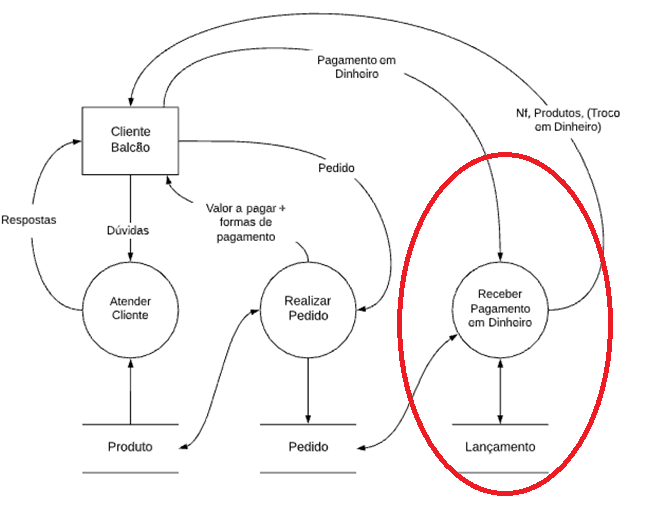 Pagamento em
Dinheiro
Nf, Produtos, (Troco
em Dinheiro)
Cliente
Balcão
Pedido
Respostas
Valor a pagar +
formas de
pagamento
Dúvidas
Atender
Cliente
Realizar
Pedido
Receber
Pagamento
em Dinheiro
Produto
Pedido
Lançamento